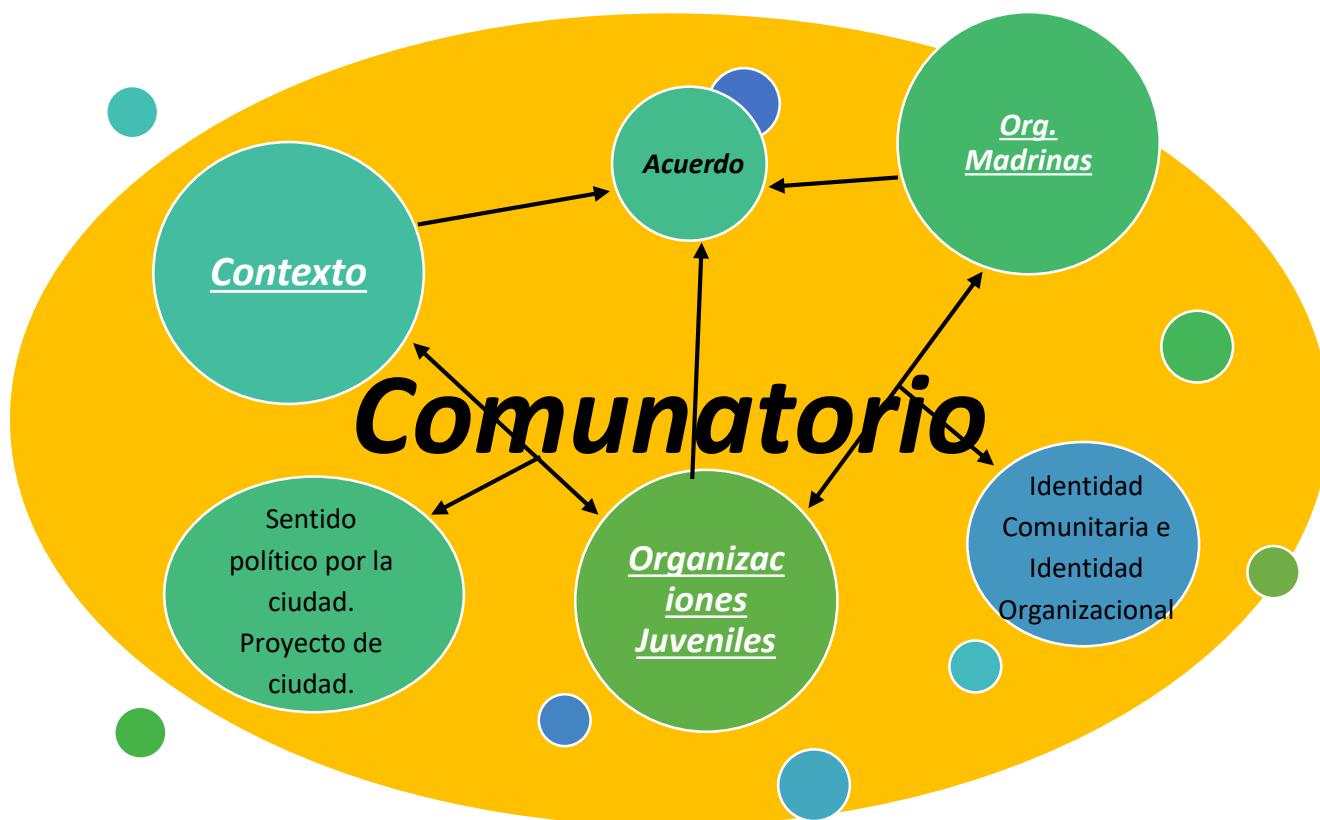 Acuerdo
Org.
Madrinas
Contexto
Comunatorio
Sentido
político por la
ciudad.
Proyecto de
ciudad.
Organizac
iones
Juveniles
Identidad
Comunitaria e
Identidad
Organizacional